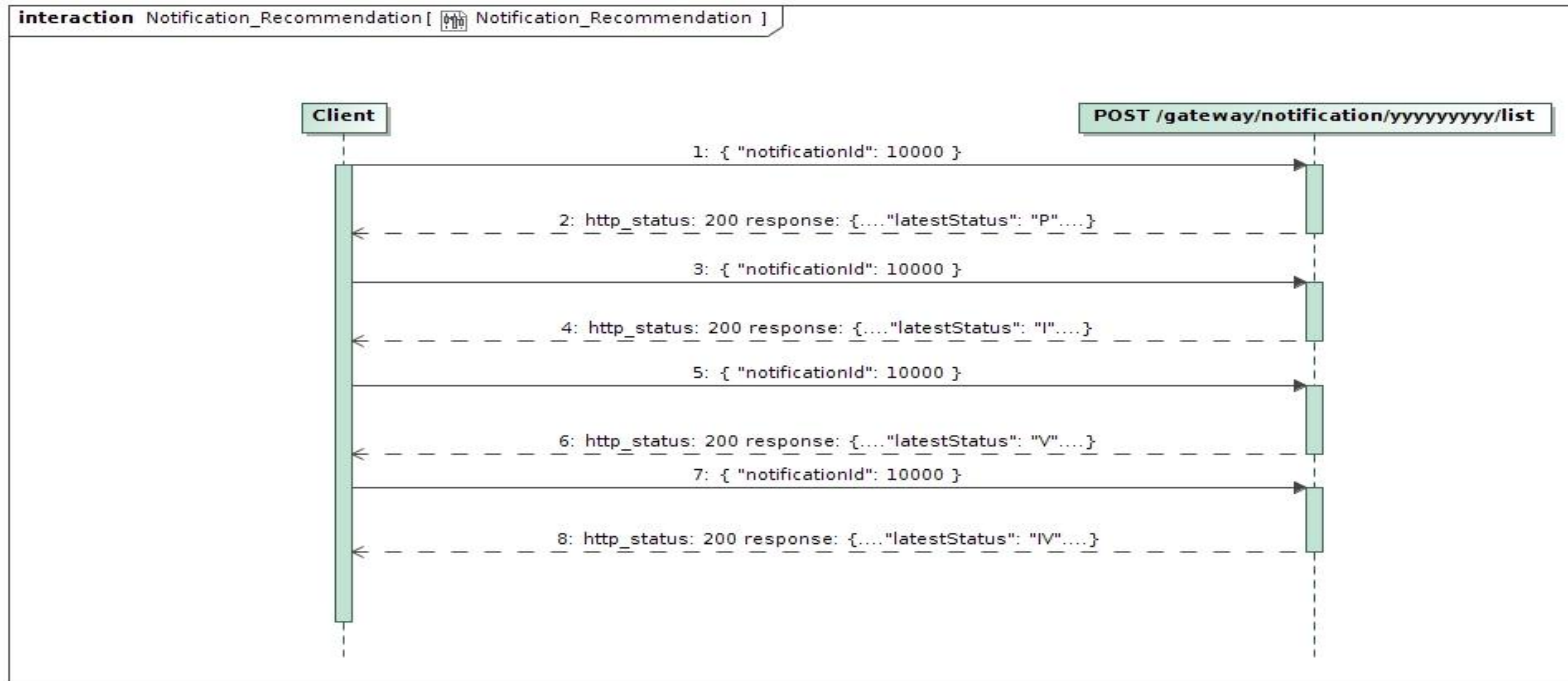 interaction Notification_Recommendation [ Notification_Recommendation ]
Client
POST /gateway/notification/yyyyyyyyy/list
1: { "notificationId": 10000 }
2: http_status: 200 response: {...."latestStatus": "P"....}
3: { "notificationId": 10000 }
4: http_status: 200 response: {...."latestStatus": "I"....}
5: { "notificationId": 10000 }
6: http_status: 200 response: {...."latestStatus": "V"....}
7: { "notificationId": 10000 }
8: http_status: 200 response: {...."latestStatus": "IV"....}